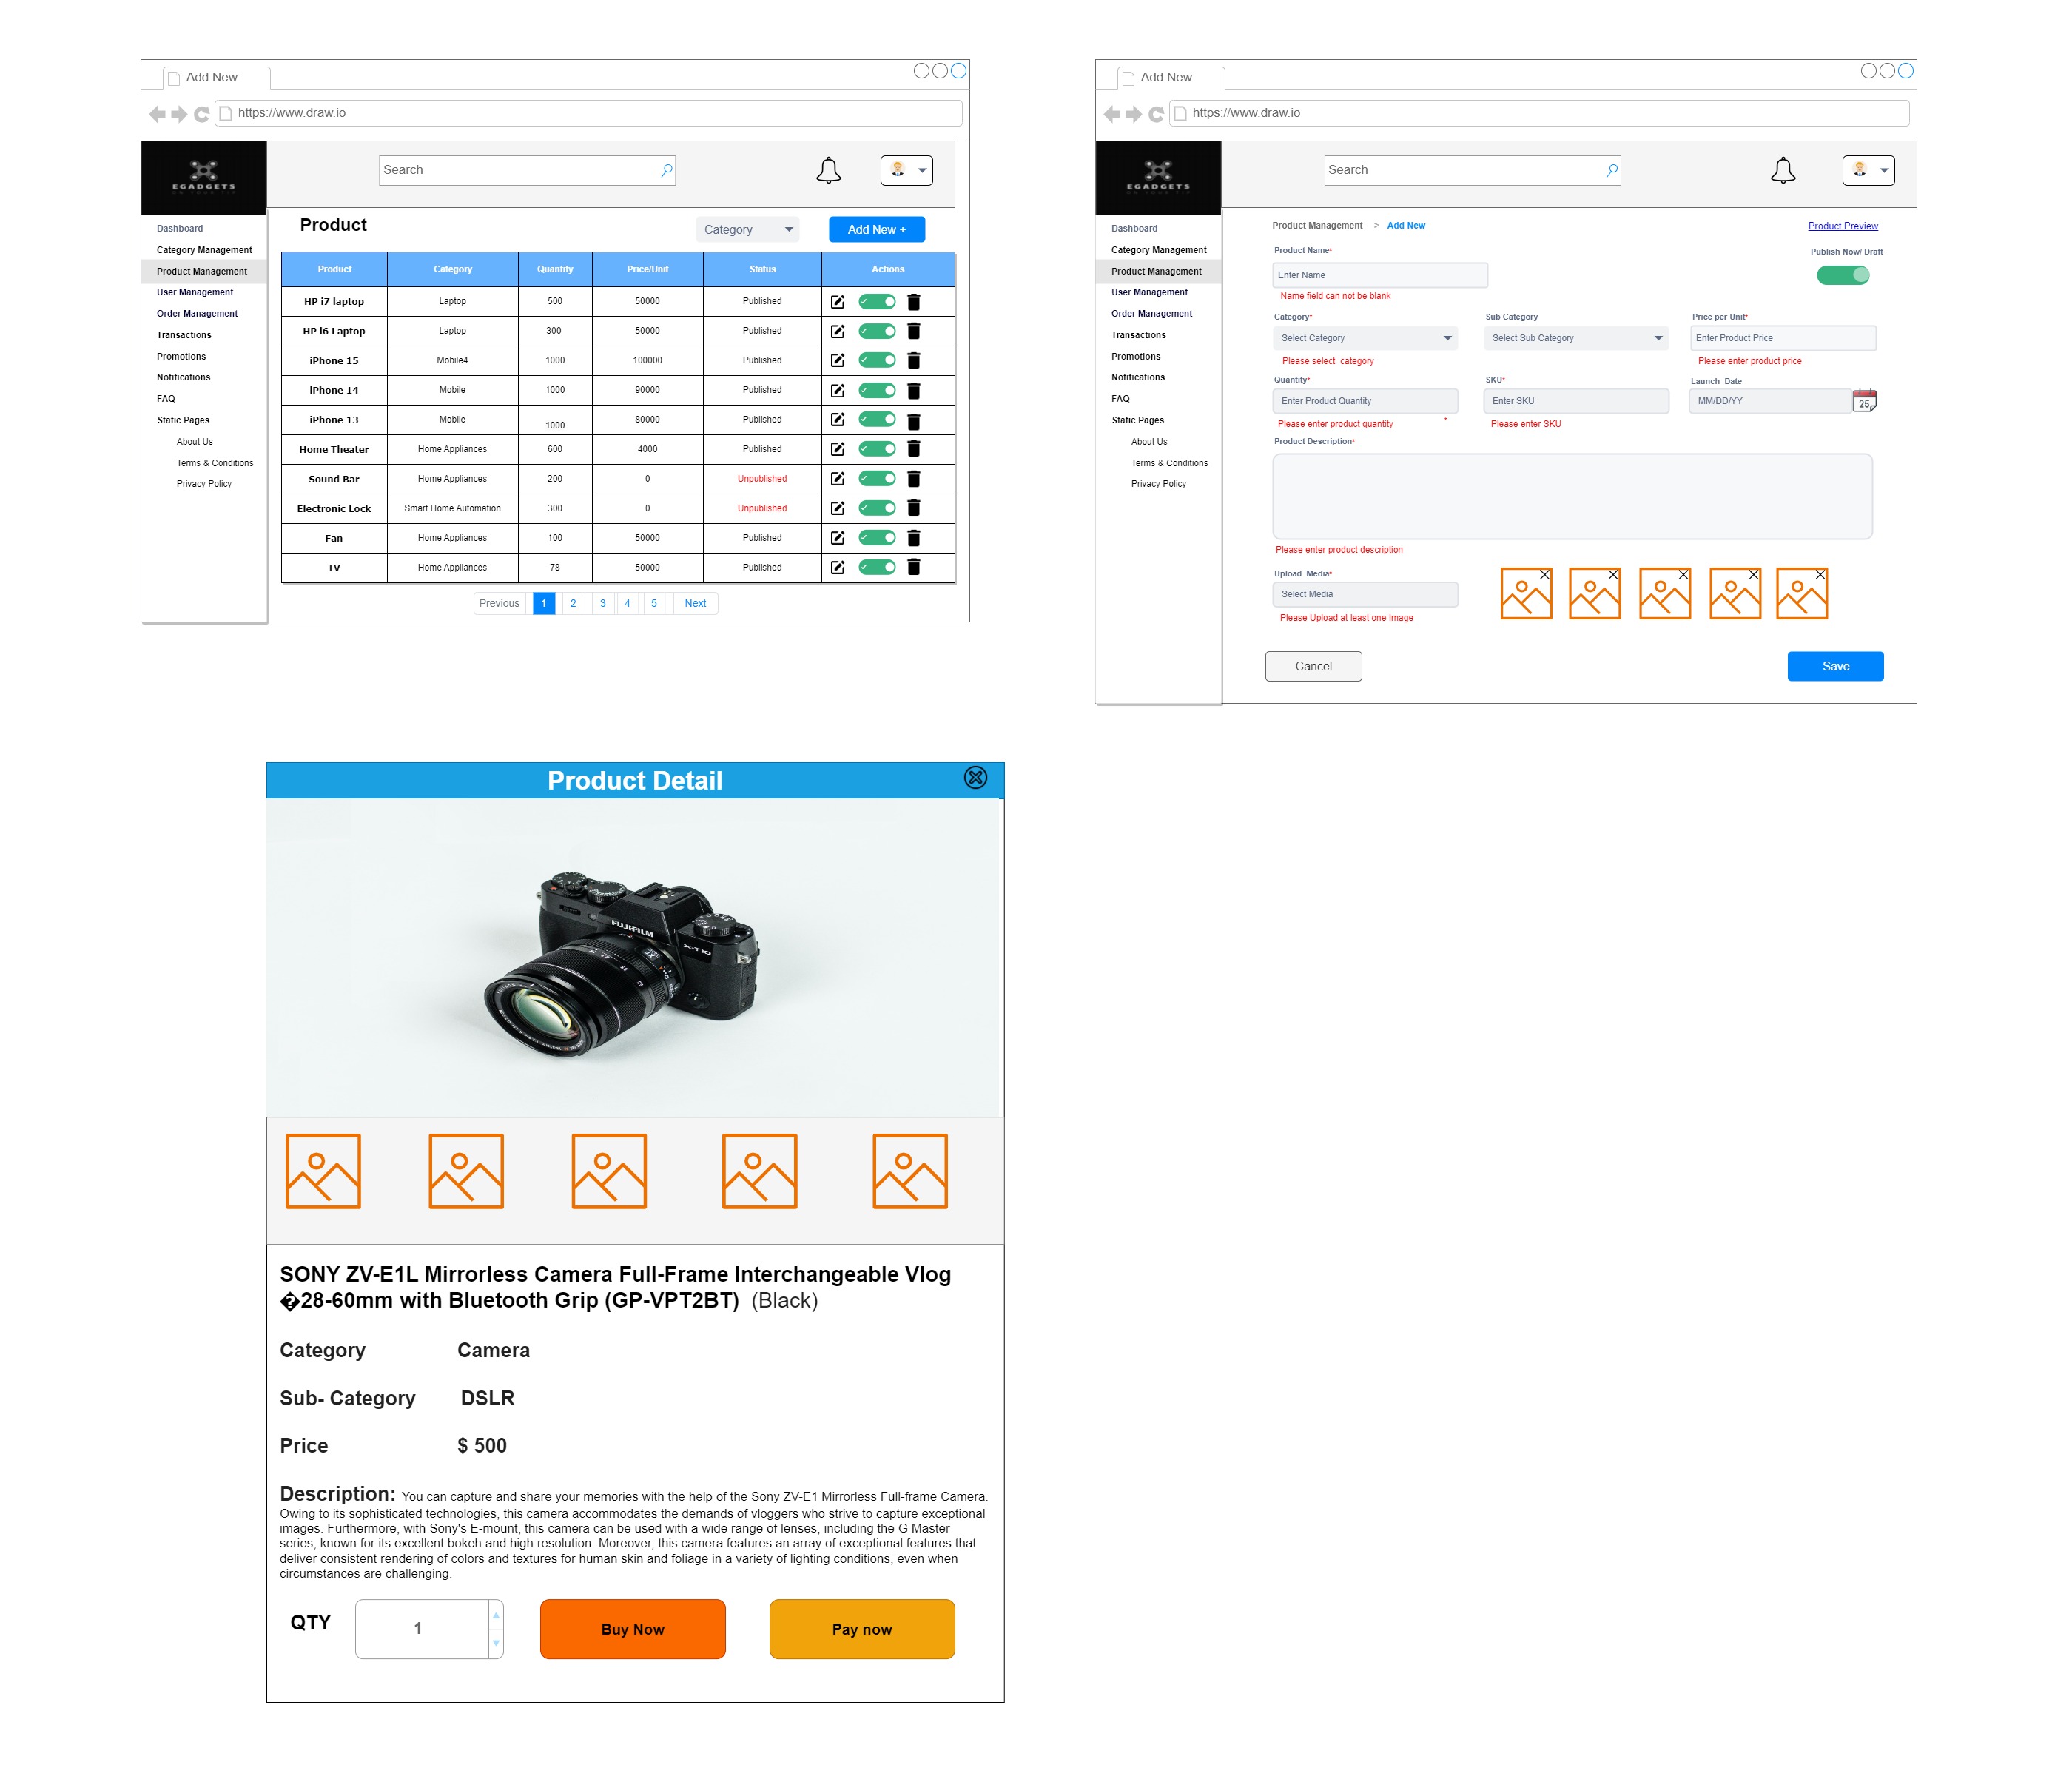 Add New
https://www.draw.io
EGADGETS
Search
Dashboard
Category Management
Product Management
User Management
Order Management
Transactions
Promotions
Notifications
FAQ
Static Pages
About Us
Terms & Conditions
Privacy Policy
Product
Category
Add New +
Product Category Quantity Price/Unit Status Actions
HP i7 laptop Laptop 500 50000 Published
HP i6 Laptop Laptop 300 50000 Published
iPhone 15 Mobile4 1000 100000 Published
iPhone 14 Mobile 1000 90000 Published
iPhone 13 Mobile 1000 80000 Published
Home Theater Home Appliances 600 4000 Published
Sound Bar Home Appliances 200 0 Unpublished
Electronic Lock Smart Home Automation 300 0 Unpublished
Fan Home Appliances 100 50000 Published
TV Home Appliances 78 50000 Published
Previous 1 2 3 4 5 Next
Add New
https://www.draw.io
EGADGETS
Search
Dashboard
Category Management
Product Management
User Management
Order Management
Transactions
Promotions
Notifications
FAQ
Static Pages
About Us
Terms & Conditions
Privacy Policy
Product Management > Add New
Product Preview
Product Name*
Publish Now/ Draft
Enter Name
Name field can not be blank
Category* Sub Category Price per Unit*
Select Category Select Sub Category Enter Product Price
Please select category Please enter product price
Quantity* SKU* Launch Date
Enter Product Quantity Enter SKU MM/DD/YY 25
Please enter product quantity * Please enter SKU
Product Description*
Please enter product description
Upload Media*
Select Media
Please Upload at least one Image
Cancel
Save
Product Detail
FUJIFILM
X-T10
SONY ZV-E1L Mirrorless Camera Full-Frame Interchangeable Vlog
�28-60mm with Bluetooth Grip (GP-VPT2BT) (Black)
Category Camera
Sub- Category DSLR
Price $ 500
Description: You can capture and share your memories with the help of the Sony ZV-E1 Mirrorless Full-frame Camera.
Owing to its sophisticated technologies, this camera accommodates the demands of vloggers who strive to capture exceptional
images. Furthermore, with Sony's E-mount, this camera can be used with a wide range of lenses, including the G Master
series, known for its excellent bokeh and high resolution. Moreover, this camera features an array of exceptional features that
deliver consistent rendering of colors and textures for human skin and foliage in a variety of lighting conditions, even when
circumstances are challenging.
QTY 1 Buy Now Pay now